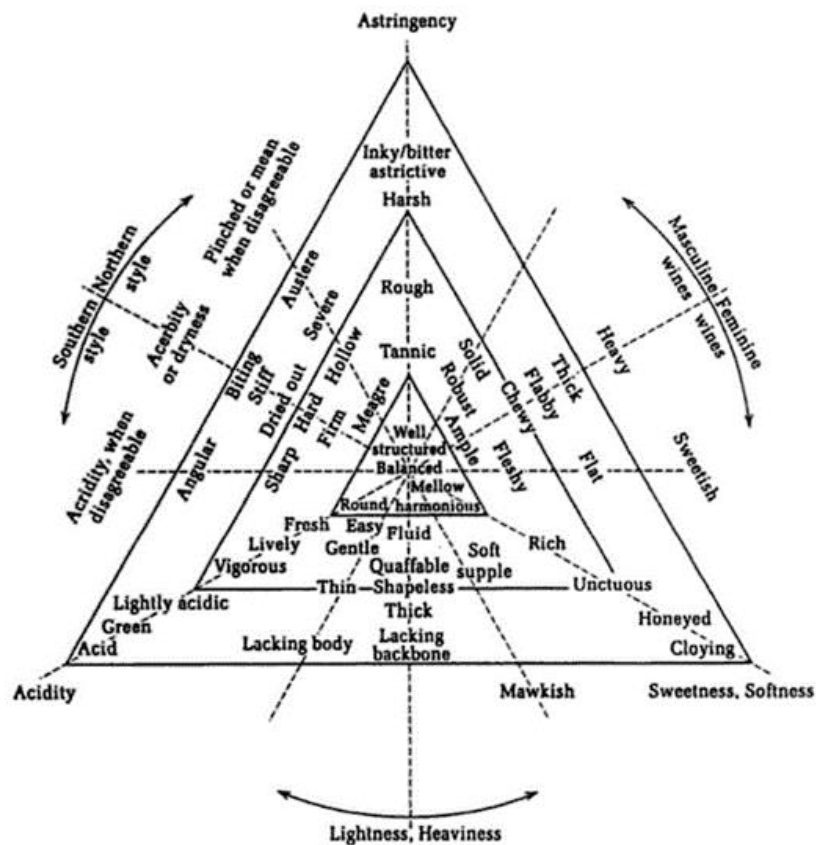 Astringency
Inky/bitter
astrictive
Harsh
Rough
Tannic
Pinched or mean
when disagreeable
Austere
Severe
Hollow
Meagre
Southern Northern
style style
Acerbity
or dryness
Biting
Stiff
Dried out
Hard
Firm
Acridity, when
disagreeable
Angular
Sharp
Solid
Robust
Ample
Masculine Feminine
wines wines
Heavy
Thick
Flabby
Chewy
Fleshy
Flat
Sweetish
Well
structured
Balanced
Mellow
Round/harmonious
Fresh
Easy
Fluid
Lively
Gentle
Vigorous
Quaffable
Soft
supple
Rich
Thin
Shapeless
Unctuous
Lightly acidic
Thick
Green
Honeyed
Acid
Lacking body
Lacking
backbone
Cloying
Acidity
Mawkish
Sweetness, Softness
Lightness, Heaviness